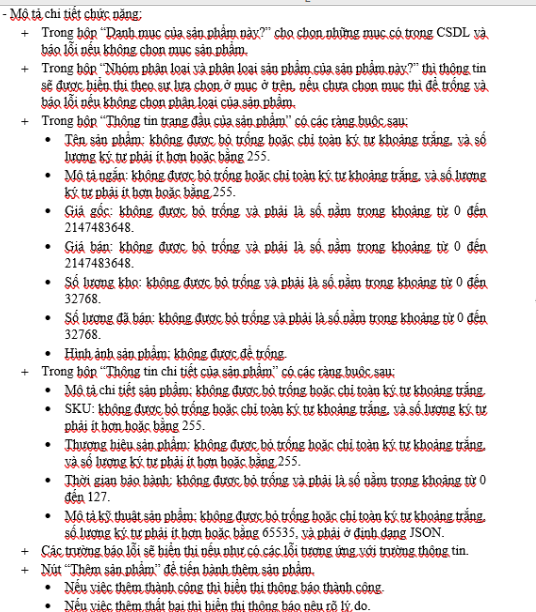 - Mô tả chi tiết chức năng:
+ Trong hộp “Danh mục của sản phẩm này?” cho chọn những mục có trong CSDL và
báo lỗi nếu không chọn mục sản phẩm.
+ Trong hộp “Nhóm phân loại và phân loại sản phẩm của sản phẩm này?” thì thông tin
sẽ được hiển thị theo sự lựa chọn ở mục ở trên, nếu chưa chọn mục thì để trống và
báo lỗi nếu không chọn phân loại của sản phẩm.
+ Trong hộp “Thông tin trang đầu của sản phẩm” có các ràng buộc sau:
• Tên sản phẩm: không được bỏ trống hoặc chỉ toàn ký tự khoảng trắng, và số
lượng ký tự phải ít hơn hoặc bằng 255.
• Mô tả ngắn: không được bỏ trống hoặc chỉ toàn ký tự khoảng trắng, và số lượng
ký tự phải ít hơn hoặc bằng 255.
• Giá gốc: không được bỏ trống và phải là số nằm trong khoảng từ 0 đến
2147483648.
• Giá bán: không được bỏ trống và phải là số nằm trong khoảng từ 0 đến
2147483648.
• Số lượng kho: không được bỏ trống và phải là số nằm trong khoảng từ 0 đến
32768.
• Số lượng đã bán: không được bỏ trống và phải là số nằm trong khoảng từ 0 đến
32768.
• Hình ảnh sản phẩm: không được để trống.
+ Trong hộp “Thông tin chi tiết của sản phẩm” có các ràng buộc sau:
• Mô tả chi tiết sản phẩm: không được bỏ trống hoặc chỉ toàn ký tự khoảng trắng.
• SKU: không được bỏ trống hoặc chỉ toàn ký tự khoảng trắng, và số lượng ký tự
phải ít hơn hoặc bằng 255.
• Thương hiệu sản phẩm: không được bỏ trống hoặc chỉ toàn ký tự khoảng trắng,
và số lượng ký tự phải ít hơn hoặc bằng 255.
• Thời gian bảo hành: không được bỏ trống và phải là số nằm trong khoảng từ 0
đến 127.
• Mô tả kỹ thuật sản phẩm: không được bỏ trống hoặc chỉ toàn ký tự khoảng trắng,
số lượng ký tự phải ít hơn hoặc bằng 65535, và phải ở định dạng JSON.
+ Các trường báo lỗi sẽ hiển thị nếu như có các lỗi tương ứng với trường thông tin.
+ Nút “Thêm sản phẩm” để tiến hành thêm sản phẩm.
• Nếu việc thêm thành công thì hiển thị thông báo thành công.
• Nếu việc thêm thất bại thì hiển thị thông báo nêu rõ lý do.